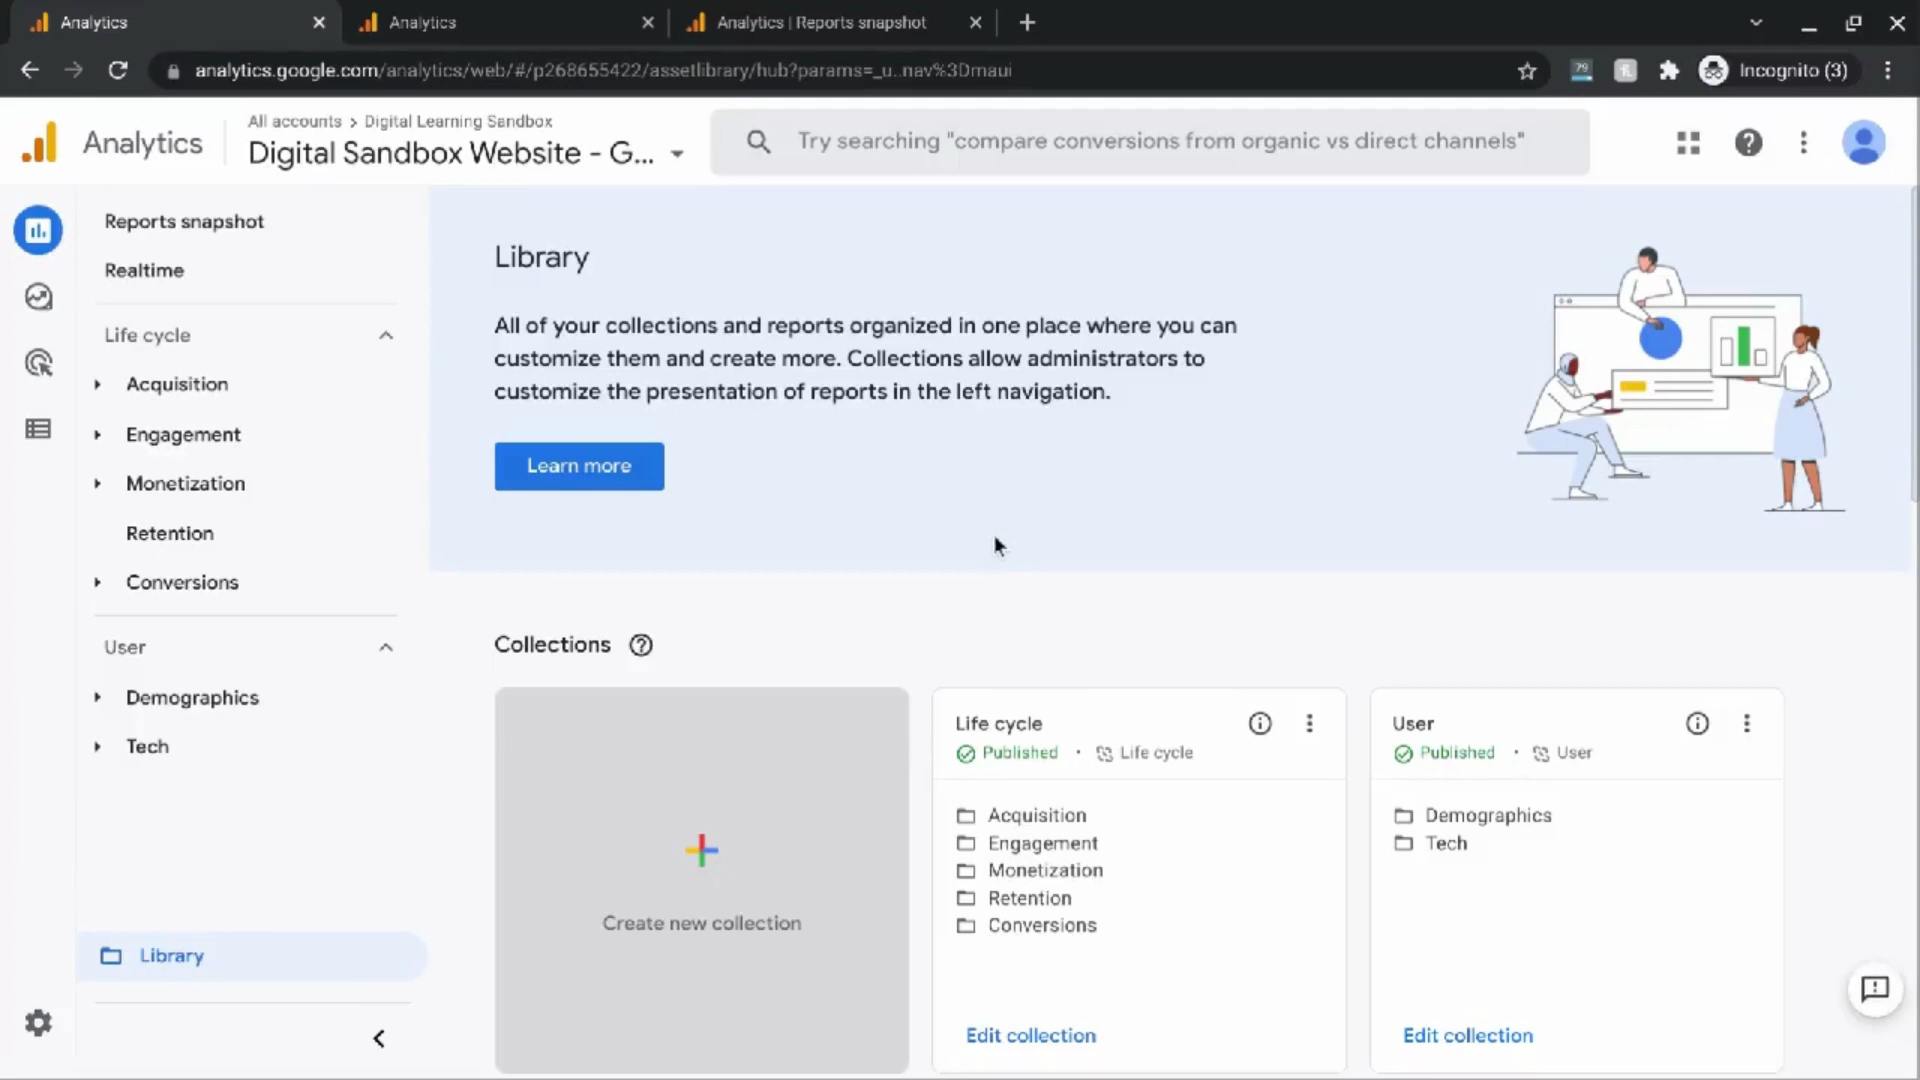 Analytics
Analytics
Analytics | Reports snapshot
analytics.google.com/analytics/web/#/p268655422/assetlibrary/hub?params=_u..nav%3Dmaui
79
Incognito (3)
Analytics
All accounts > Digital Learning Sandbox
Digital Sandbox Website - G...
Try searching "compare conversions from organic vs direct channels"
Reports snapshot
Realtime
Life cycle
Acquisition
Engagement
Monetization
Retention
Conversions
User
Demographics
Tech
Library
Library
All of your collections and reports organized in one place where you can
customize them and create more. Collections allow administrators to
customize the presentation of reports in the left navigation.
Learn more
Collections
Create new collection
Life cycle
Published · Life cycle
Acquisition
Engagement
Monetization
Retention
Conversions
Edit collection
User
Published · User
Demographics
Tech
Edit collection